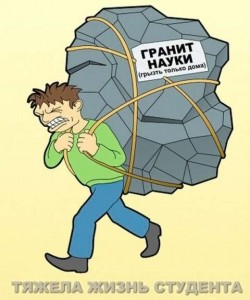 ГРАНИТ
НАУКИ
(грызть только дома)
ТЯЖЕЛА ЖИЗНЬ СТУДЕНТА